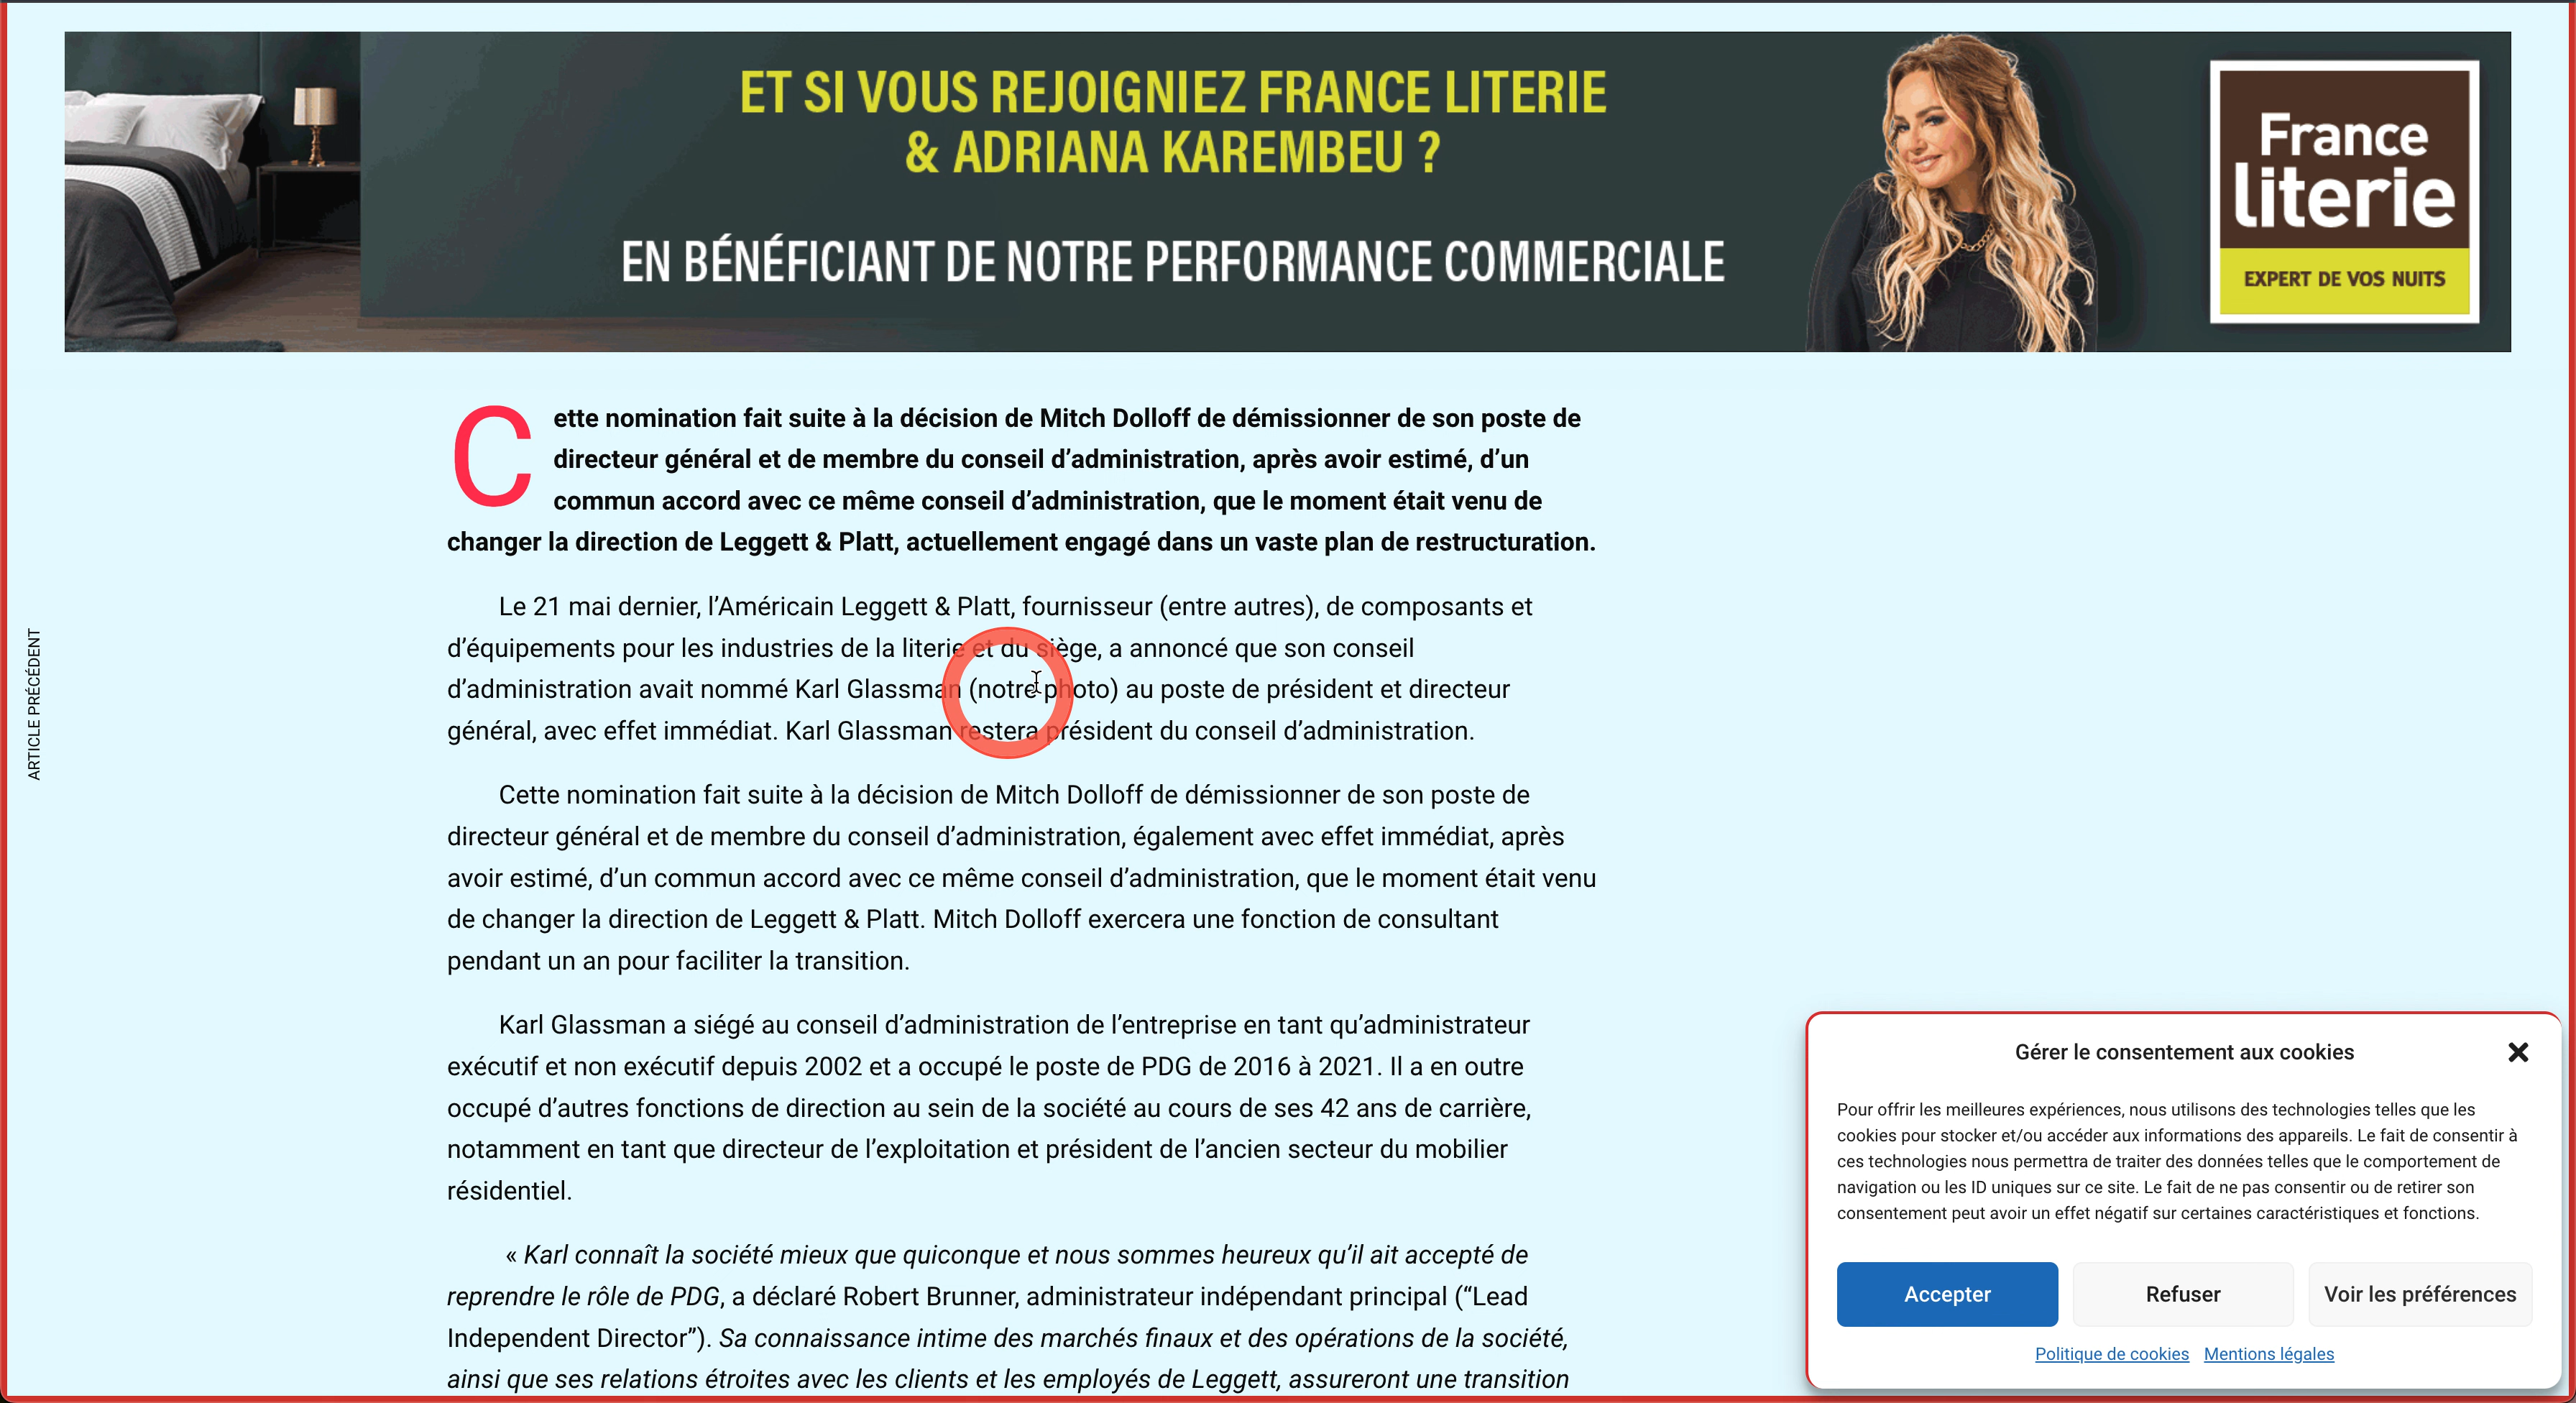 ET SI VOUS REJOIGNIEZ FRANCE LITERIE
& ADRIANA KAREMBEU ?
EN BÉNÉFICIANT DE NOTRE PERFORMANCE COMMERCIALE
France
literie
EXPERT DE VOS NUITS
Cette nomination fait suite à la décision de Mitch Dolloff de démissionner de son poste de
directeur général et de membre du conseil d’administration, après avoir estimé, d’un
commun accord avec ce même conseil d’administration, que le moment était venu de
changer la direction de Leggett & Platt, actuellement engagé dans un vaste plan de restructuration.
Le 21 mai dernier, l’Américain Leggett & Platt, fournisseur (entre autres), de composants et
d’équipements pour les industries de la literie et du siège, a annoncé que son conseil
d’administration avait nommé Karl Glassman (notre photo) au poste de président et directeur
général, avec effet immédiat. Karl Glassman restera président du conseil d’administration.
Cette nomination fait suite à la décision de Mitch Dolloff de démissionner de son poste de
directeur général et de membre du conseil d’administration, également avec effet immédiat, après
avoir estimé, d’un commun accord avec ce même conseil d’administration, que le moment était venu
de changer la direction de Leggett & Platt. Mitch Dolloff exercera une fonction de consultant
pendant un an pour faciliter la transition.
Karl Glassman a siégé au conseil d’administration de l’entreprise en tant qu’administrateur
exécutif et non exécutif depuis 2002 et a occupé le poste de PDG de 2016 à 2021. Il a en outre
occupé d’autres fonctions de direction au sein de la société au cours de ses 42 ans de carrière,
notamment en tant que directeur de l’exploitation et président de l’ancien secteur du mobilier
résidentiel.
« Karl connaît la société mieux que quiconque et nous sommes heureux qu’il ait accepté de
reprendre le rôle de PDG, a déclaré Robert Brunner, administrateur indépendant principal (“Lead
Independent Director”). Sa connaissance intime des marchés finaux et des opérations de la société,
ainsi que ses relations étroites avec les clients et les employés de Leggett, assureront une transition
ARTICLE PRÉCÉDENT
Gérer le consentement aux cookies
Pour offrir les meilleures expériences, nous utilisons des technologies telles que les
cookies pour stocker et/ou accéder aux informations des appareils. Le fait de consentir à
ces technologies nous permettra de traiter des données telles que le comportement de
navigation ou les ID uniques sur ce site. Le fait de ne pas consentir ou de retirer son
consentement peut avoir un effet négatif sur certaines caractéristiques et fonctions.
Accepter
Refuser
Voir les préférences
Politique de cookies
Mentions légales